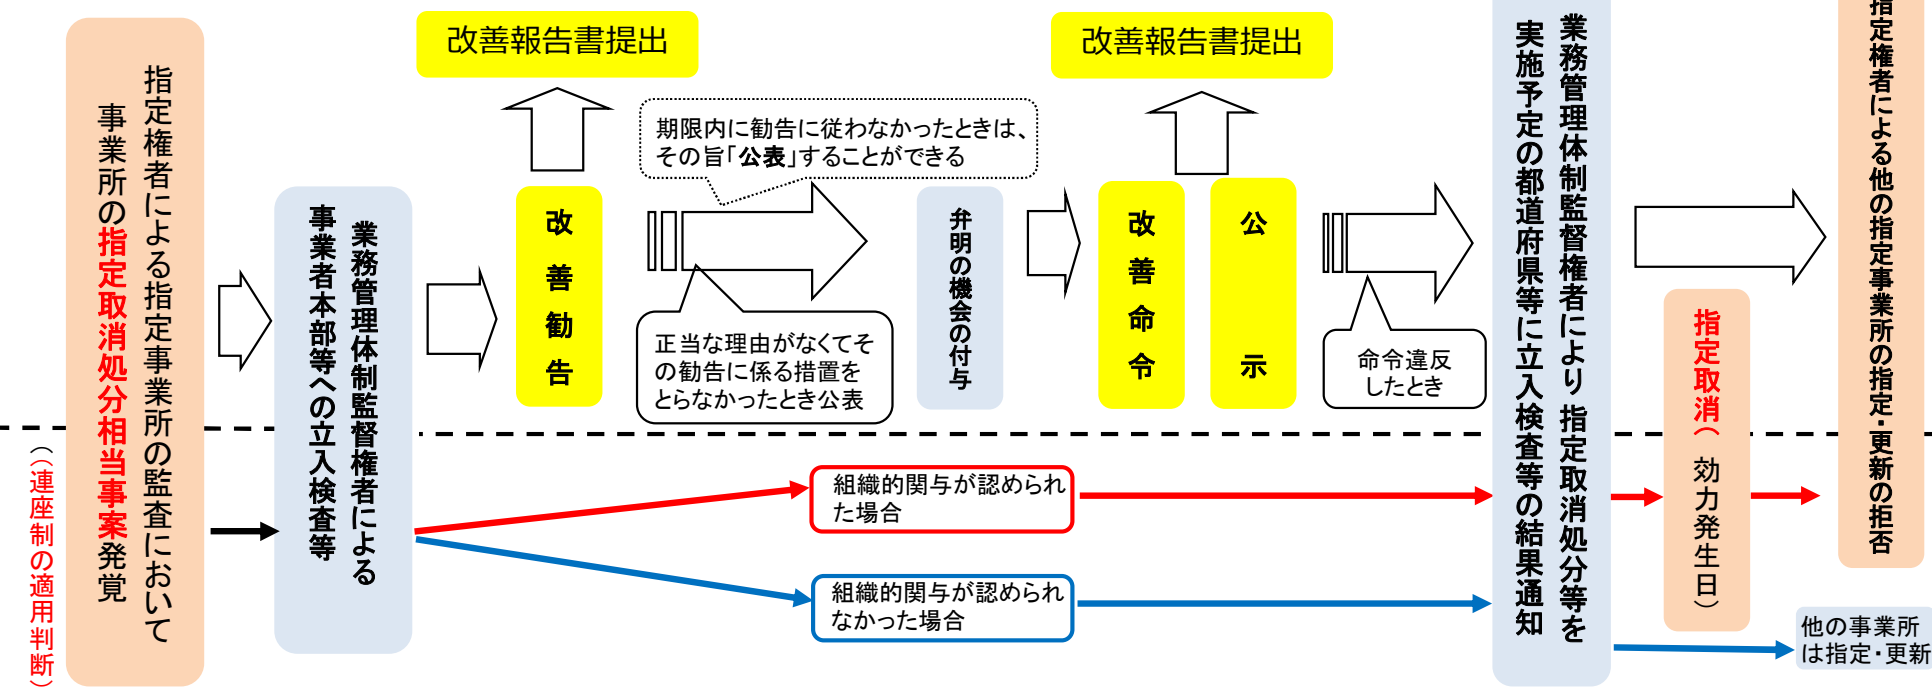 指定権者による指定事業所の監査において
事業所の指定取消処分相当事案発覚
(（連座制の適用判断）
業務管理体制監督権者による
事業者本部等への立入検査等
改善報告書提出
改善勧告
期限内に勧告に従わなかったときは、
その旨「公表」することができる
正当な理由がなくてそ
の勧告に係る措置を
とらなかったとき公表
弁明の機会の付与
改善報告書提出
改善命令
公示
命令違反
したとき
組織的関与が認められ
た場合
組織的関与が認められ
なかった場合
業務管理体制監督権者により 指定取消処分等を
実施予定の都道府県等に立入検査等の結果通知
指定取消（ 効力発生日）
指定権者による他の指定事業所の指定・更新の拒否
他の事業所
は指定・更新